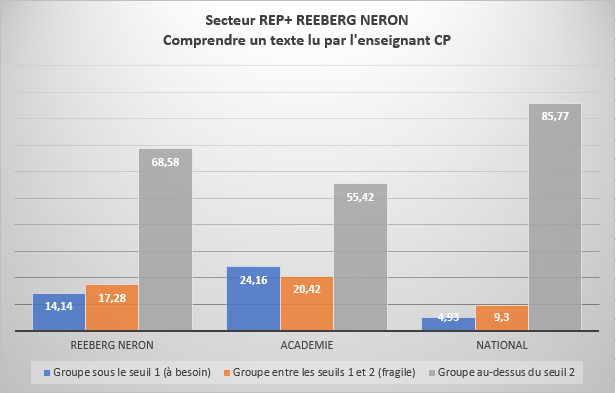 Secteur REP+ REEBERG NERON
Comprendre un texte lu par l'enseignant CP
68,58
55,42
85,77
14,14
17,28
24,16
20,42
4,93
9,3
REEBERG NERON
ACADEMIE
NATIONAL
Groupe sous le seuil 1 (à besoin)
Groupe entre les seuils 1 et 2 (fragile)
Groupe au-dessus du seuil 2